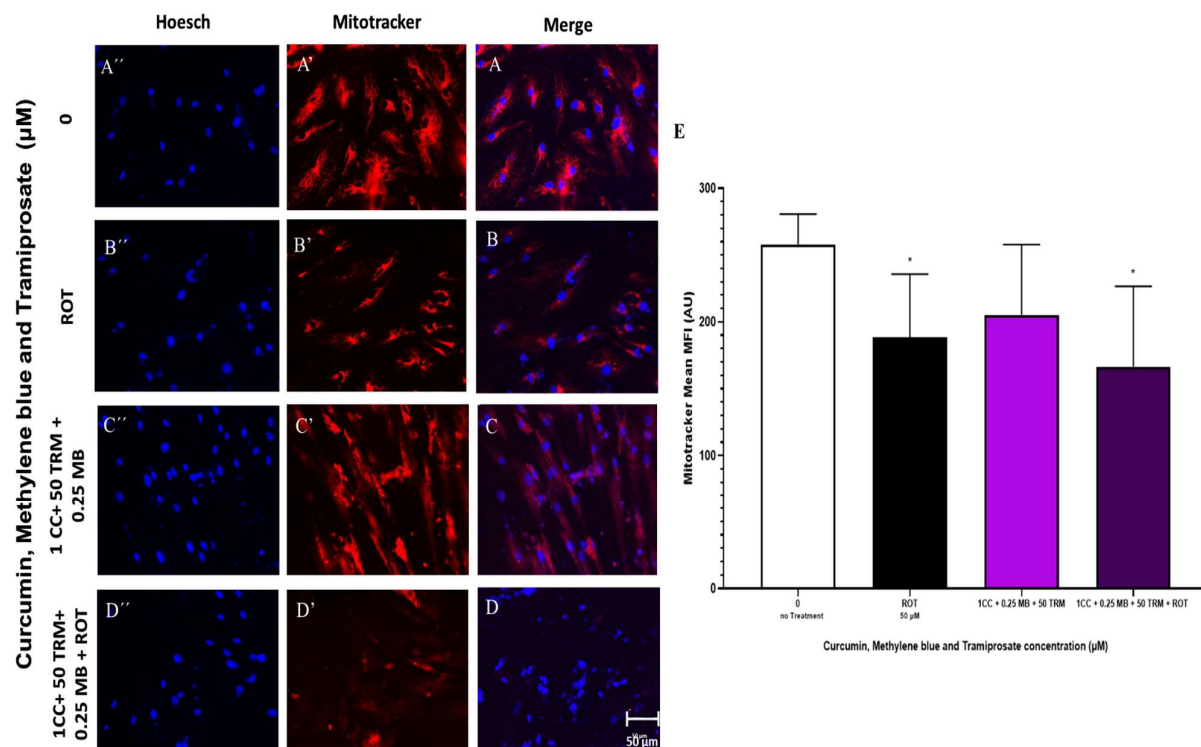 Hoesch
Mitotracker
Merge
Curcumin, Methylene blue and Tramiprosate (µM)
0
A´´
A’
A
ROT
B´´
B’
B
1 CC+ 50 TRM +
0.25 MB
C´´
C’
C
1CC+ 50 TRM+
0.25 MB + ROT
D´´
D’
D
50 µm
50 µm
E
Mitotracker Mean MFI (AU)
300
200
100
0
*
*
0
no Treatment
ROT
50 µM
1CC + 0.25 MB + 50 TRM
1CC + 0.25 MB + 50 TRM + ROT
Curcumin, Methylene blue and Tramiprosate concentration (µM)